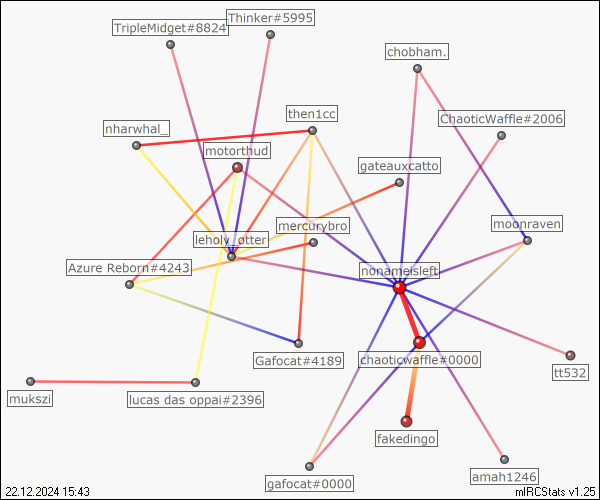 Thinker#5995
TripleMidget#8824
chobham.
then1cc
ChaoticWaffle#2006
nharwhal_
motorthud
gateauxcatto
mercurybro
moonraven
leholy_otter
Azure Reborn#4243
nonameisleft
Gafocat#4189
chaoticwaffle#0000
tt532
mukszi
lucas das oppai#2396
fakedingo
gafocat#0000
amah1246
22.12.2024 15:43
mIRCStats v1.25